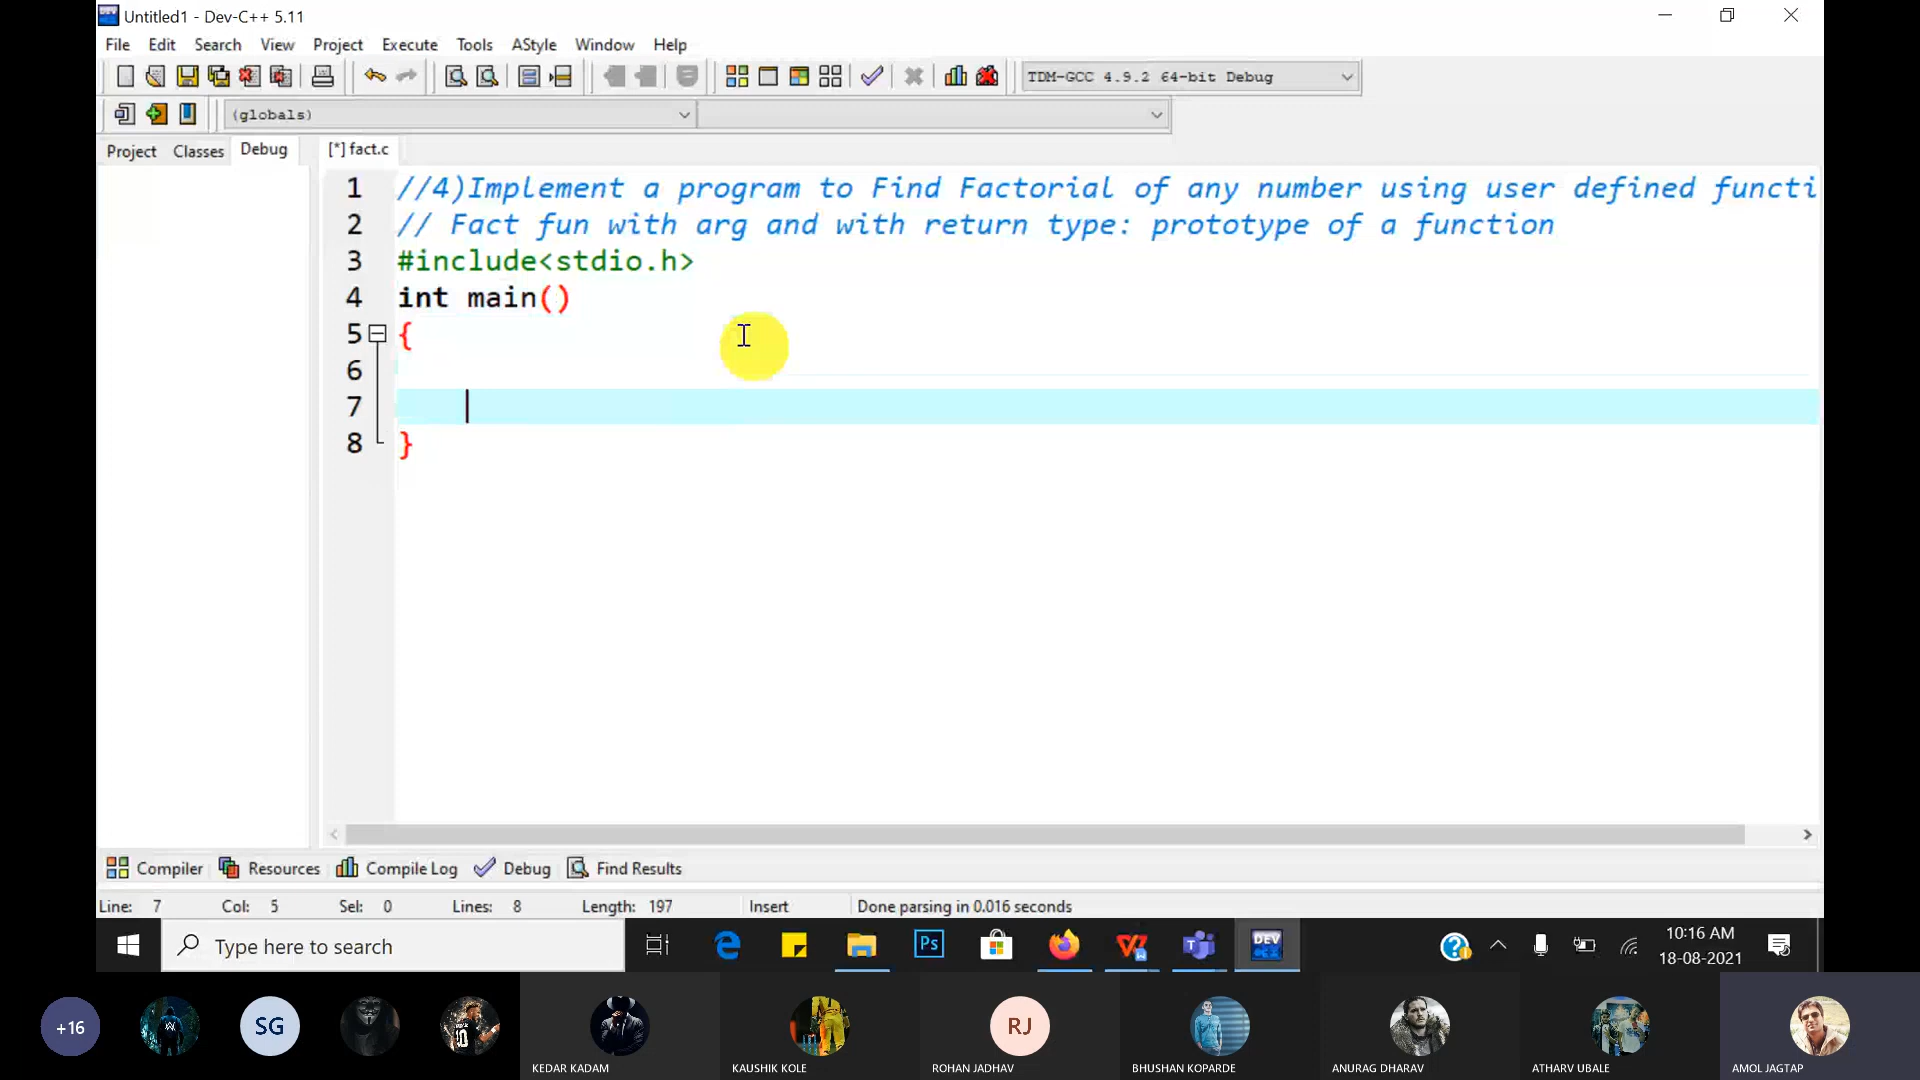 Untitled1 - Dev-C++ 5.11
File Edit Search View Project Execute Tools AStyle Window Help
TDM-GCC 4.9.2 64-bit Debug
(globals)
Project Classes Debug [*] fact.c
1 //4)Implement a program to Find Factorial of any number using user defined functi
2 // Fact fun with arg and with return type: prototype of a function
3 #include<stdio.h>
4 int main()
5 {
6
7
8 }
Compiler Resources Compile Log Debug Find Results
Line: 7 Col: 5 Sel: 0 Lines: 8 Length: 197 Insert Done parsing in 0.016 seconds
Type here to search
Ps
DEV
10:16 AM
18-08-2021
+16
SG
10
RJ
KEDAR KADAM
KAUSHIK KOLE
ROHAN JADHAV
BHUSHAN KOPARDE
ANURAG DHARAV
ATHARV UBALE
AMOL JAGTAP